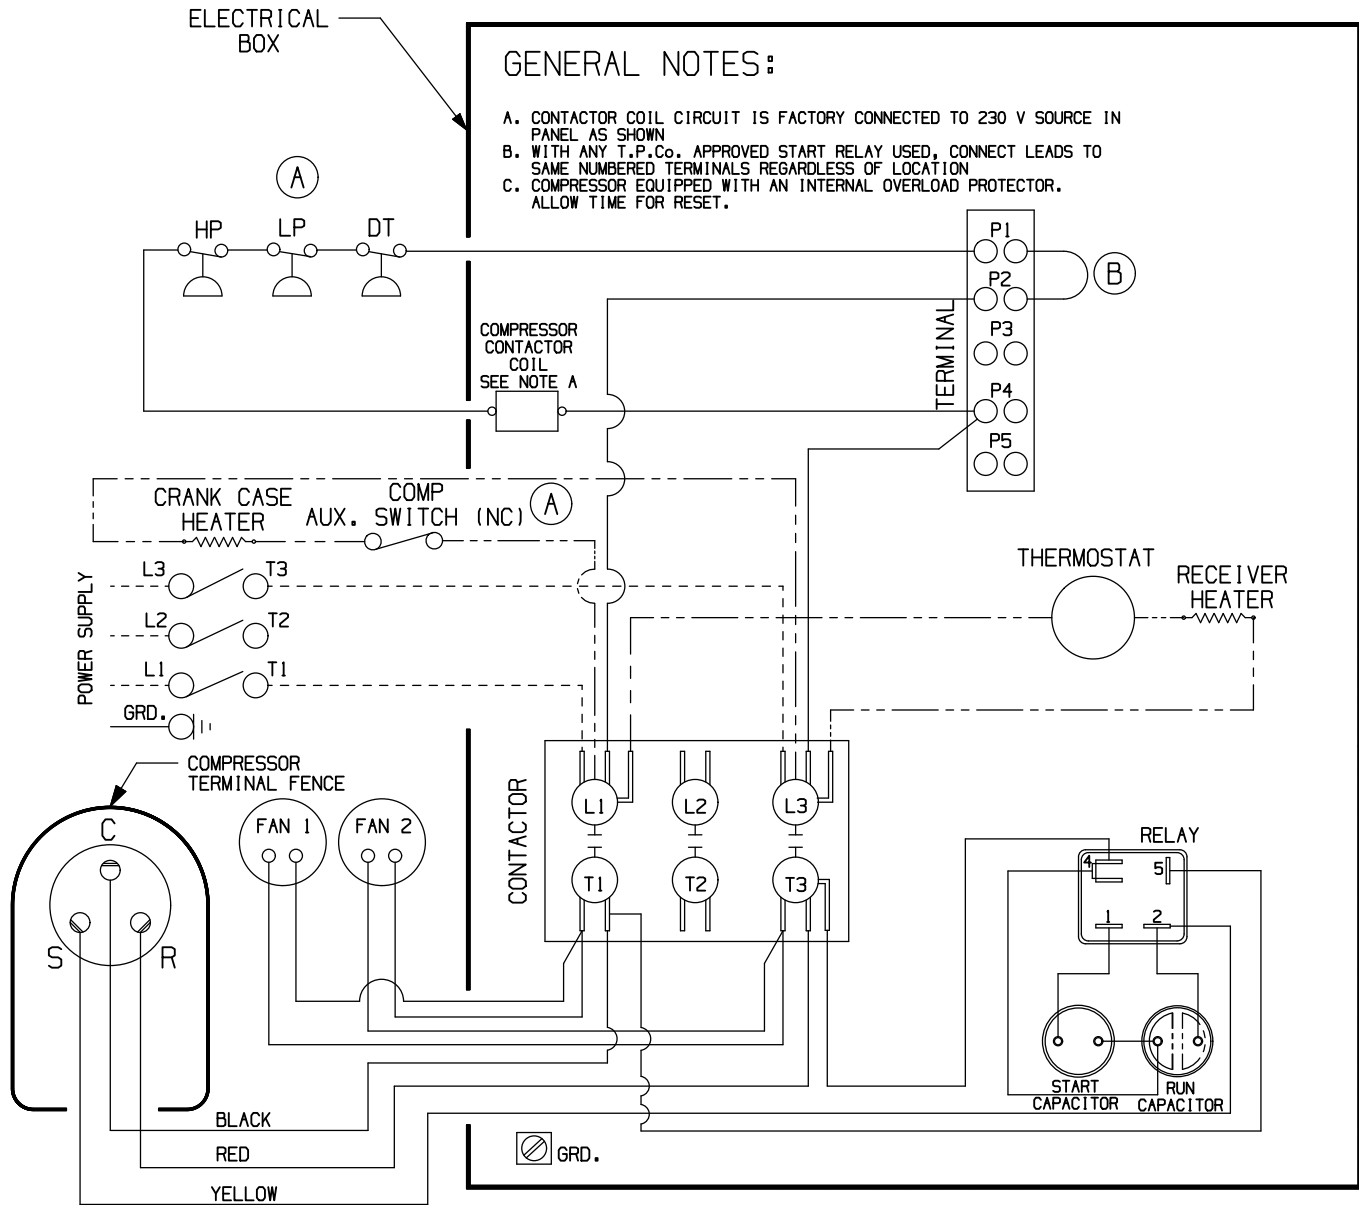 ELECTRICAL
BOX
GENERAL NOTES:
A. CONTACTOR COIL CIRCUIT IS FACTORY CONNECTED TO 230 V SOURCE IN
PANEL AS SHOWN
B. WITH ANY T.P.Co. APPROVED START RELAY USED, CONNECT LEADS TO
SAME NUMBERED TERMINALS REGARDLESS OF LOCATION
C. COMPRESSOR EQUIPPED WITH AN INTERNAL OVERLOAD PROTECTOR.
ALLOW TIME FOR RESET.
A
HP LP DT
P1
B
P2
P3
P4
P5
TERMINAL
COMPRESSOR
CONTACTOR
COIL
SEE NOTE A
CRANK CASE
HEATER
COMP
AUX. SWITCH (NC)
A
L3 T3
L2 T2
L1 T1
GRD.
POWER SUPPLY
THERMOSTAT
RECEIVER
HEATER
COMPRESSOR
TERMINAL FENCE
C
S R
FAN 1 FAN 2
CONTACTOR
L1 L2 L3
T1 T2 T3
RELAY
4 5
1 2
START
CAPACITOR
RUN
CAPACITOR
BLACK
RED
YELLOW
GRD.